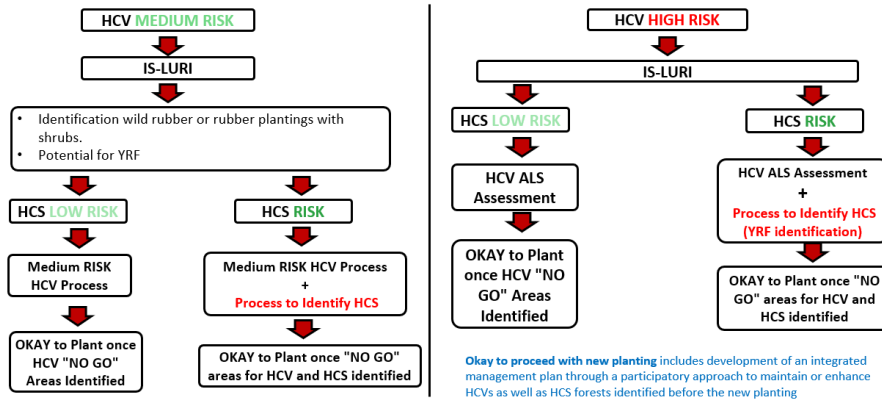 HCV MEDIUM RISK
IS-LURI
• Identification wild rubber or rubber plantings with
shrubs.
• Potential for YRF
HCS LOW RISK
Medium RISK
HCV Process
OKAY to Plant once
HCV "NO GO"
Areas Identified
HCS RISK
Medium RISK HCV Process
+
Process to Identify HCS
OKAY to Plant once "NO GO"
areas for HCV and HCS identified
HCV HIGH RISK
IS-LURI
HCS LOW RISK
HCV ALS
Assessment
OKAY to Plant
once HCV "NO
GO" Areas
Identified
HCS RISK
HCV ALS Assessment
+
Process to Identify HCS
(YRF identification)
OKAY to Plant once "NO
GO" areas for HCV and
HCS identified
Okay to proceed with new planting includes development of an integrated
management plan through a participatory approach to maintain or enhance
HCVs as well as HCS forests identified before the new planting